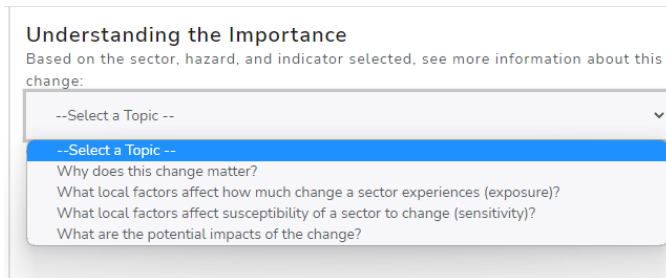 Understanding the Importance
Based on the sector, hazard, and indicator selected, see more information about this
change:
--Select a Topic --
--Select a Topic --
Why does this change matter?
What local factors affect how much change a sector experiences (exposure)?
What local factors affect susceptibility of a sector to change (sensitivity)?
What are the potential impacts of the change?